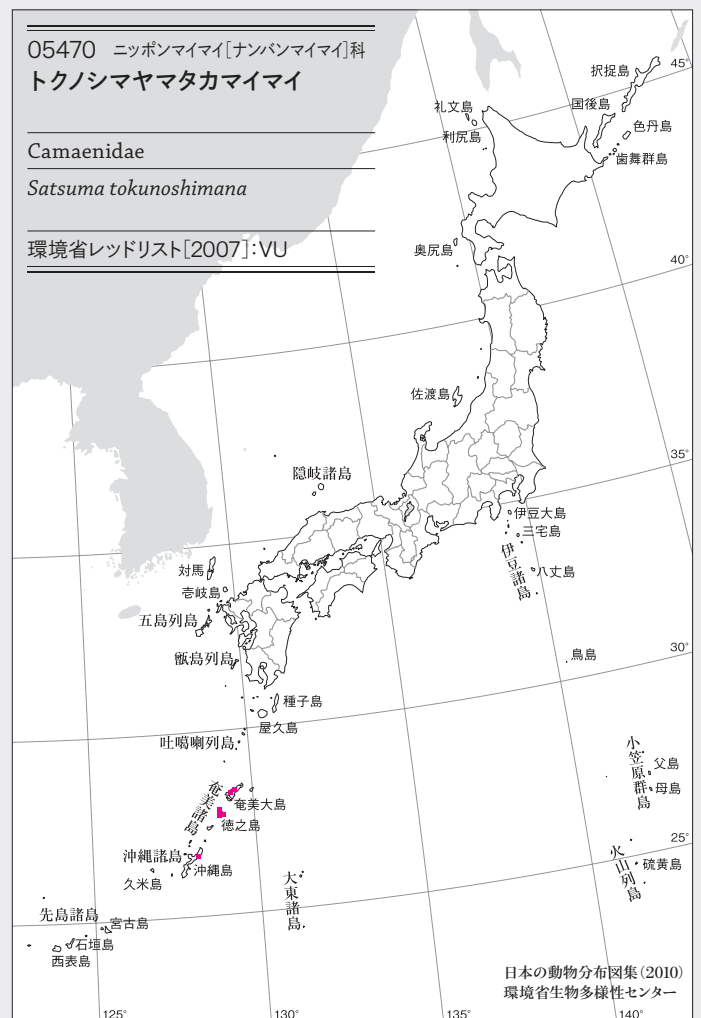 05470 ニッポンマイマイ[ナンバンマイマイ]科
トクノシマヤマタカマイマイ
Camaenidae
Satsuma tokunoshimana
環境省レッドリスト[2007]:VU
45°
択捉島
礼文島
国後島
利尻島
色丹島
歯舞群島
奥尻島
40°
佐渡島
35°
隠岐諸島
伊豆大島
三宅島
伊豆諸島
八丈島
対馬
壱岐島
五島列島
甑島列島
鳥島
30°
種子島
屋久島
吐噶喇列島
小笠原群島
父島
母島
奄美諸島
奄美大島
徳之島
25°
沖縄諸島
沖縄島
久米島
火山列島
硫黄島
大東諸島
先島諸島
宮古島
石垣島
西表島
日本の動物分布図集(2010)
環境省生物多様性センター
125°
130°
135°
140°